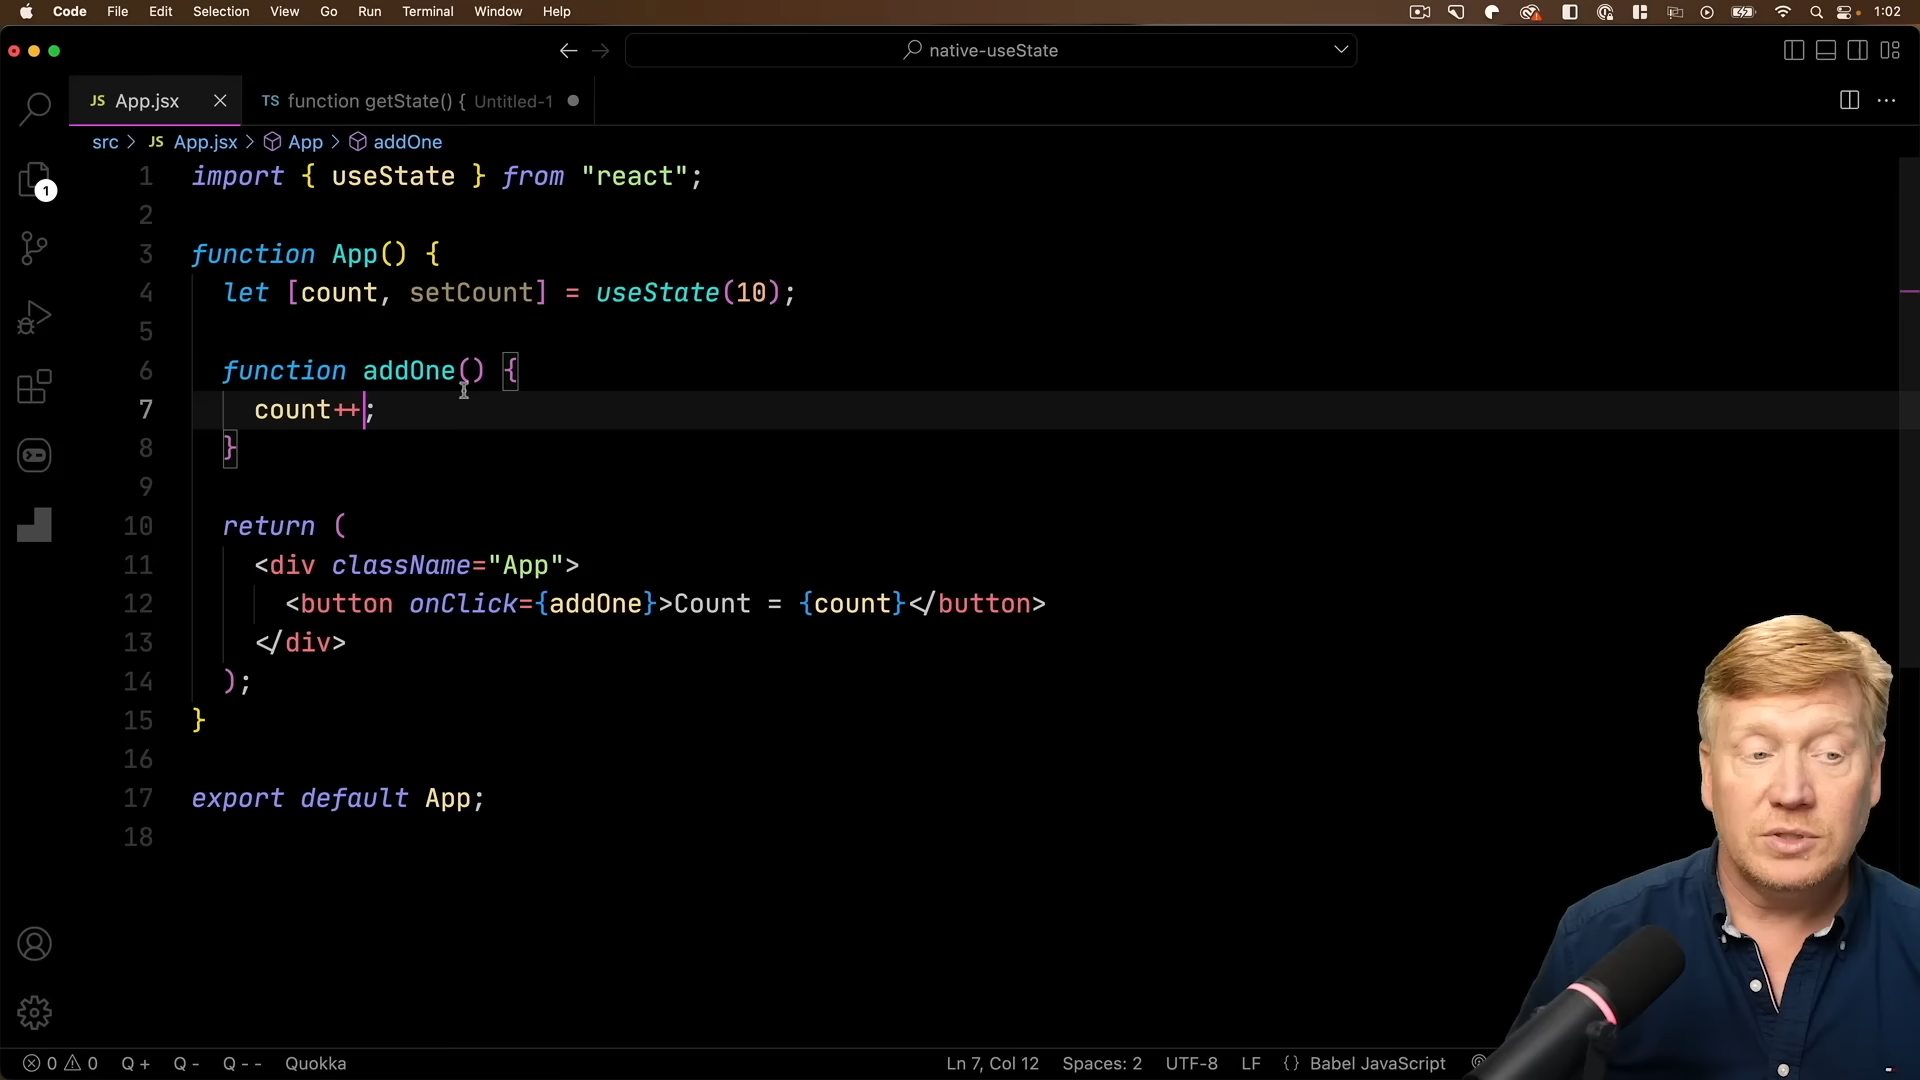 Code File Edit Selection View Go Run Terminal Window Help 1:02
native-useState
JS App.jsx TS function getState() { Untitled-1
src > JS App.jsx > App > addOne
1
1 import { useState } from "react";
2
3 function App() {
4 let [count, setCount] = useState(10);
5
6 function addOne() {
7 count++;
8 }
9
10 return (
11 <div className="App">
12 <button onClick={addOne}>Count = {count}</button>
13 </div>
14 );
15 }
16
17 export default App;
18
0 0 Q + Q - Q - - Quokka Ln 7, Col 12 Spaces: 2 UTF-8 LF {} Babel JavaScript